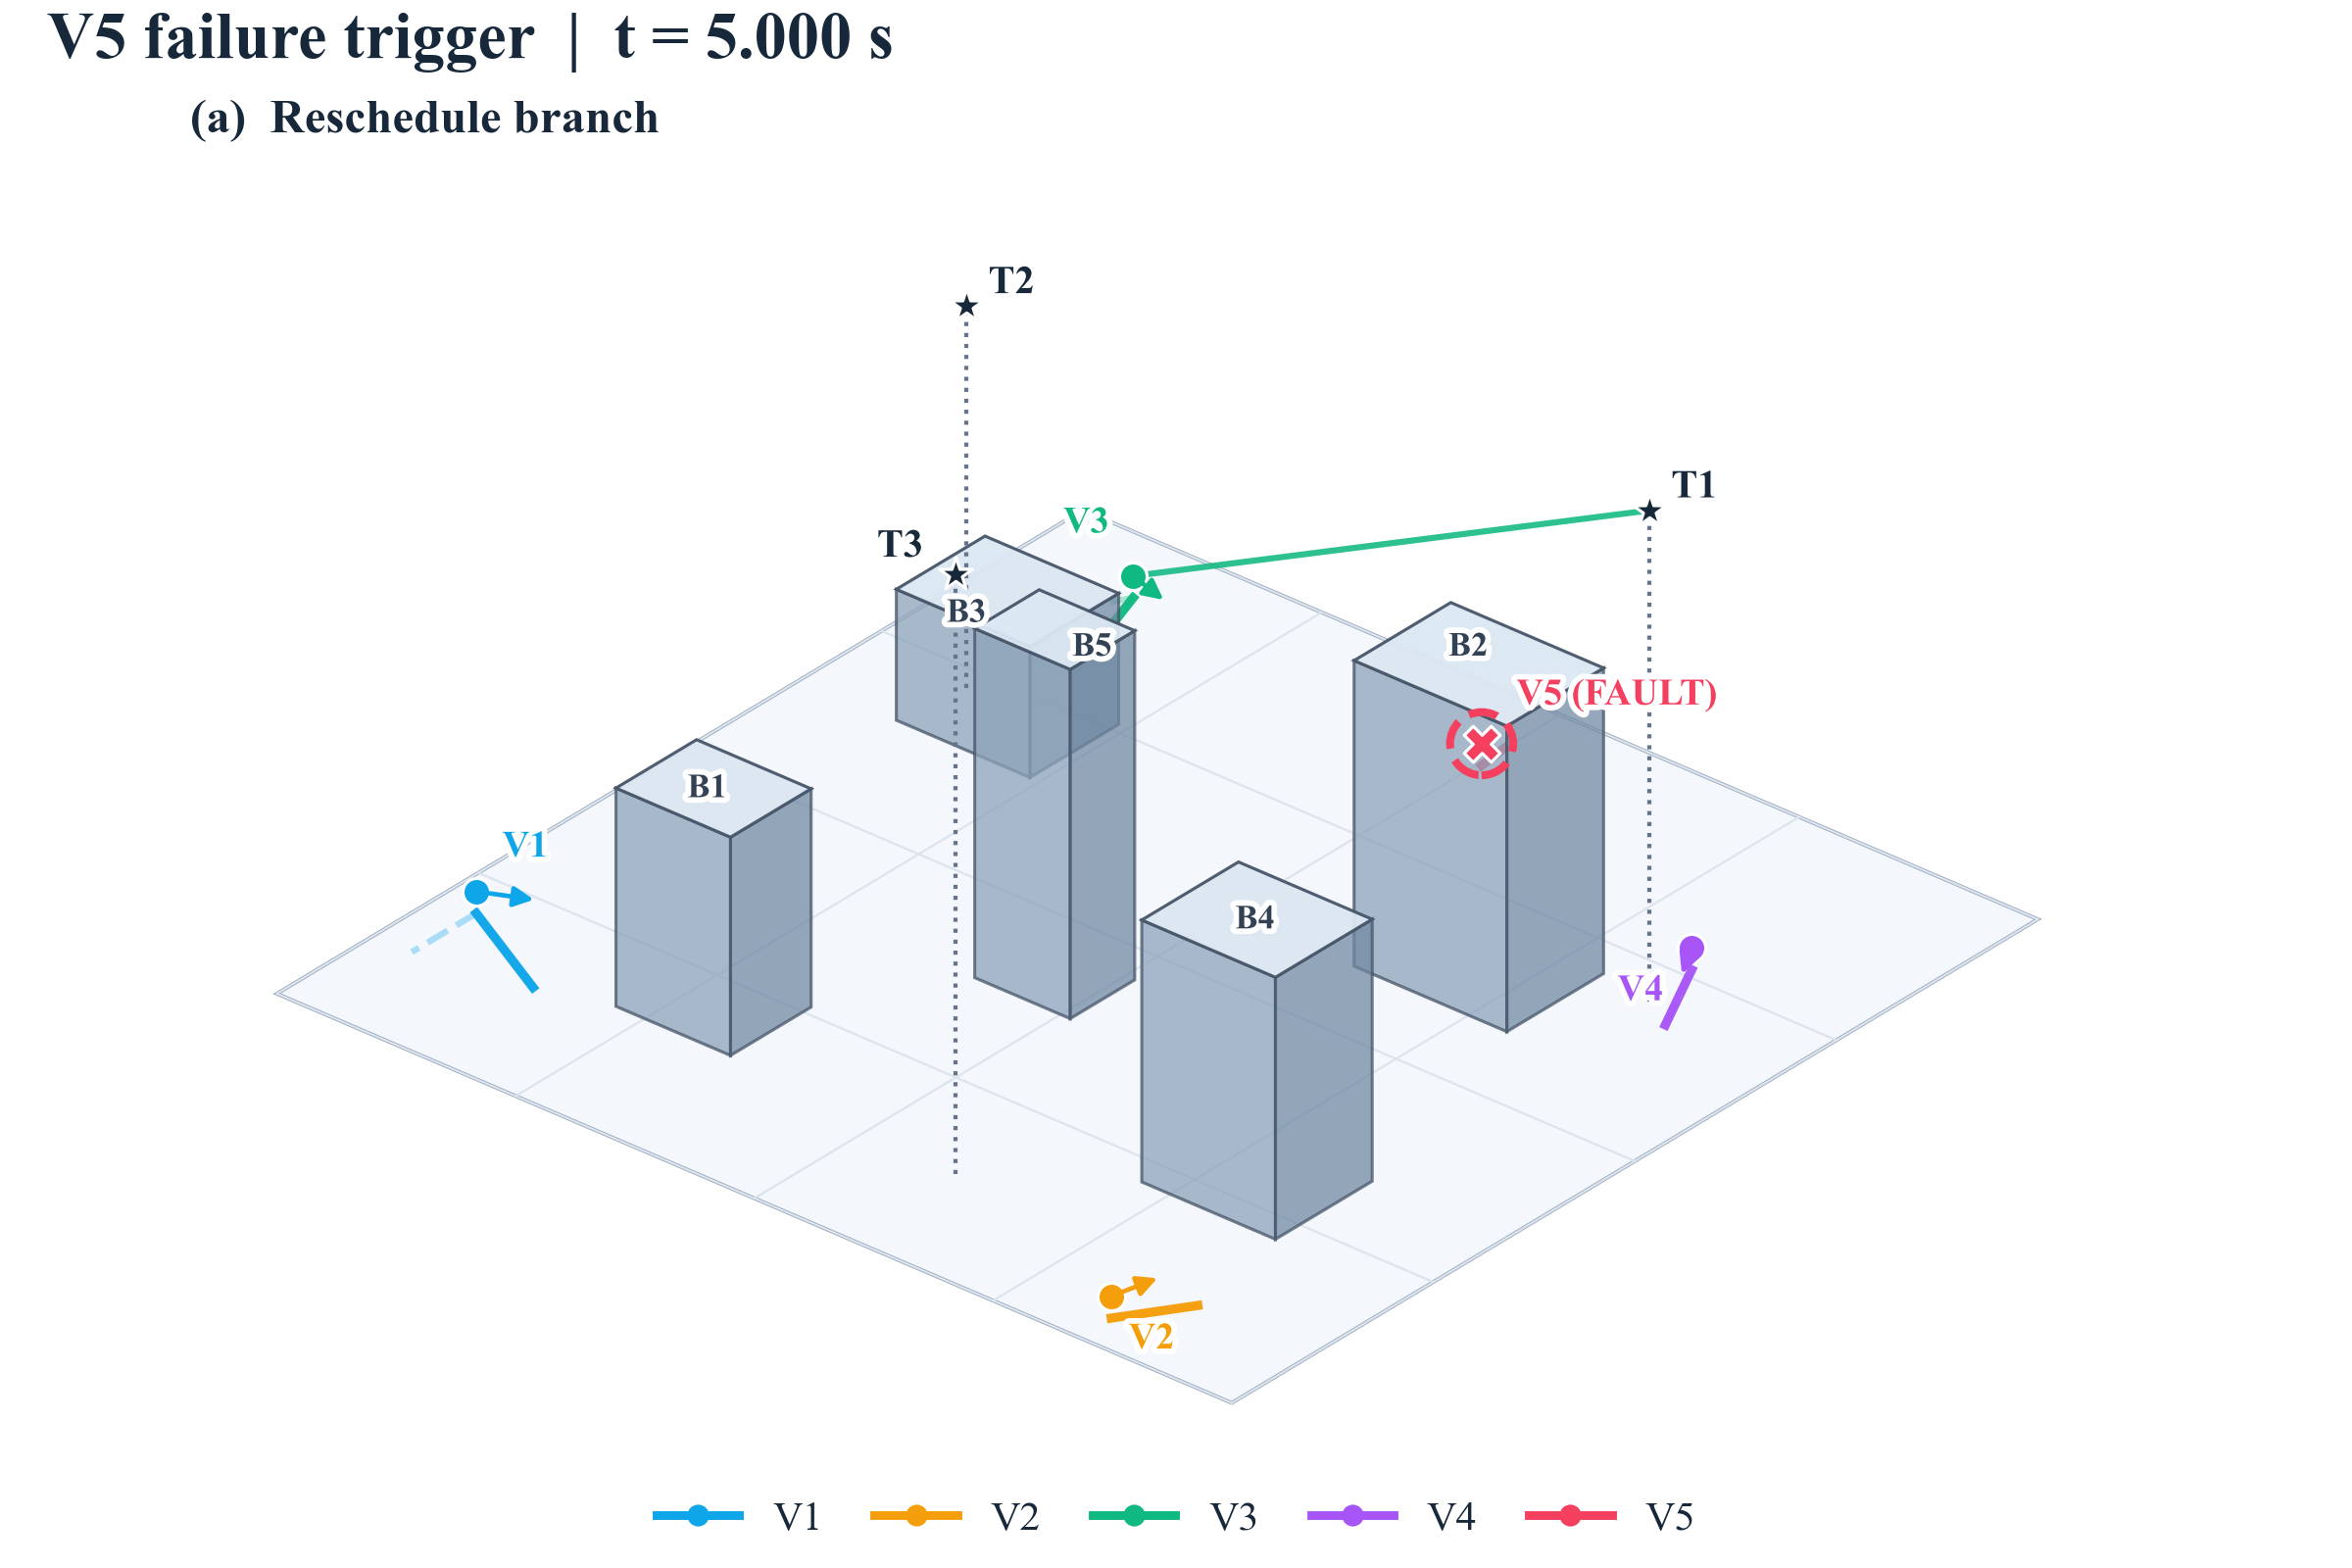 V5 failure trigger | t = 5.000 s
(a) Reschedule branch
T2
T1
V3
T3
B3
B5
B2
V5 (FAULT)
B1
V1
B4
V4
V2
V1 V2 V3 V4 V5